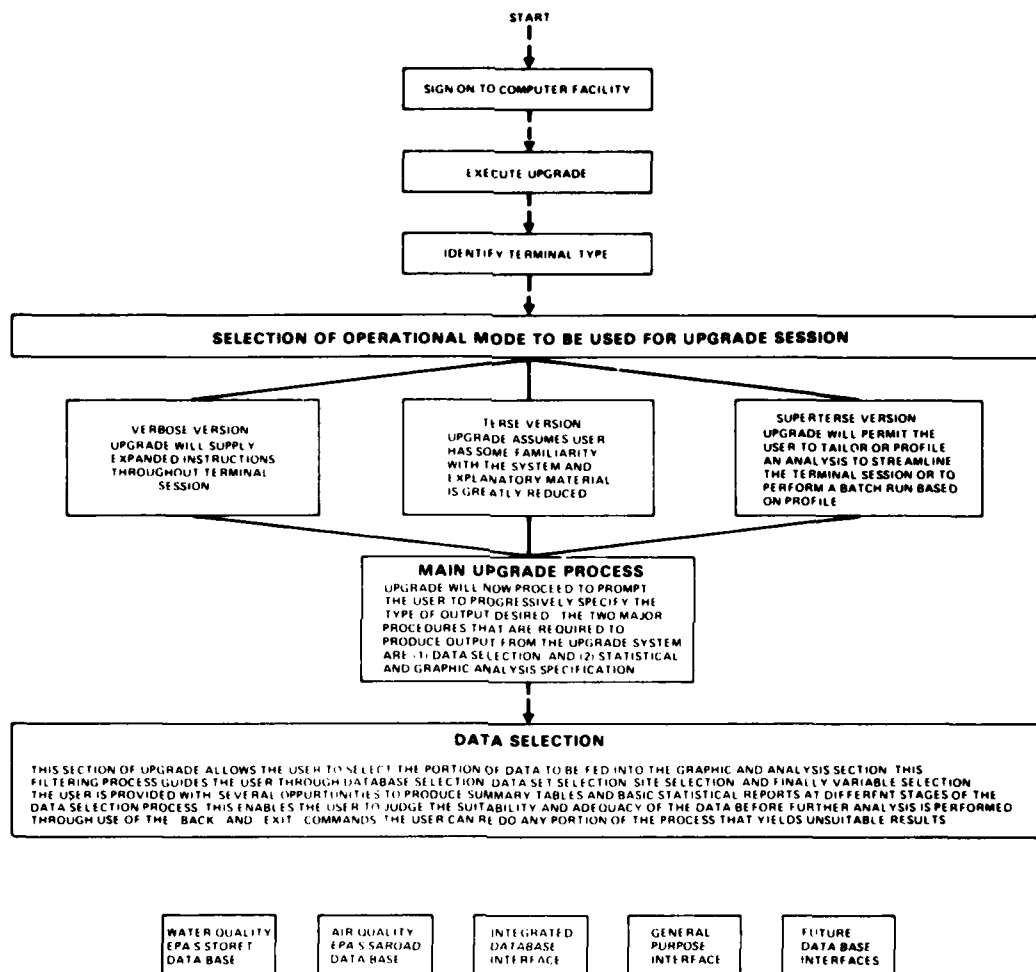 START
SIGN ON TO COMPUTER FACILITY
EXECUTE UPGRADE
IDENTIFY TERMINAL TYPE
SELECTION OF OPERATIONAL MODE TO BE USED FOR UPGRADE SESSION
VERBOSE VERSION
UPGRADE WILL SUPPLY
EXPANDED INSTRUCTIONS
THROUGHOUT TERMINAL
SESSION
TERSE VERSION
UPGRADE ASSUMES USER
HAS SOME FAMILIARITY
WITH THE SYSTEM AND
EXPLANATORY MATERIAL
IS GREATLY REDUCED
SUPERTERSE VERSION
UPGRADE WILL PERMIT THE
USER TO TAILOR OR PROFILE
AN ANALYSIS TO STREAMLINE
THE TERMINAL SESSION OR TO
PERFORM A BATCH RUN BASED
ON PROFILE
MAIN UPGRADE PROCESS
UPGRADE WILL NOW PROCEED TO PROMPT
THE USER TO PROGRESSIVELY SPECIFY THE
TYPE OF OUTPUT DESIRED THE TWO MAJOR
PROCEDURES THAT ARE REQUIRED TO
PRODUCE OUTPUT FROM THE UPGRADE SYSTEM
ARE (1) DATA SELECTION AND (2) STATISTICAL
AND GRAPHIC ANALYSIS SPECIFICATION
DATA SELECTION
THIS SECTION OF UPGRADE ALLOWS THE USER TO SELECT THE PORTION OF DATA TO BE FED INTO THE GRAPHIC AND ANALYSIS SECTION THIS
FILTERING PROCESS GUIDES THE USER THROUGH DATABASE SELECTION DATA SET SELECTION SITE SELECTION AND FINALLY VARIABLE SELECTION
THE USER IS PROVIDED WITH SEVERAL OPPURTUNITIES TO PRODUCE SUMMARY TABLES AND BASIC STATISTICAL REPORTS AT DIFFERENT STAGES OF THE
DATA SELECTION PROCESS THIS ENABLES THE USER TO JUDGE THE SUITABILITY AND ADEQUACY OF THE DATA BEFORE FURTHER ANALYSIS IS PERFORMED
THROUGH USE OF THE BACK AND EXIT COMMANDS THE USER CAN RE DO ANY PORTION OF THE PROCESS THAT YIELDS UNSUITABLE RESULTS
WATER QUALITY
EPA S STORET
DATA BASE
AIR QUALITY
EPA S SAROAD
DATA BASE
INTEGRATED
DATABASE
INTERFACE
GENERAL
PURPOSE
INTERFACE
FUTURE
DATA BASE
INTERFACES